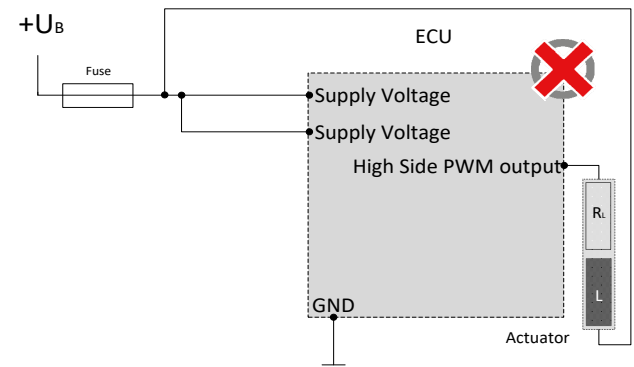 +UB
Fuse
ECU
Supply Voltage
Supply Voltage
High Side PWM output
RL
L
GND
Actuator